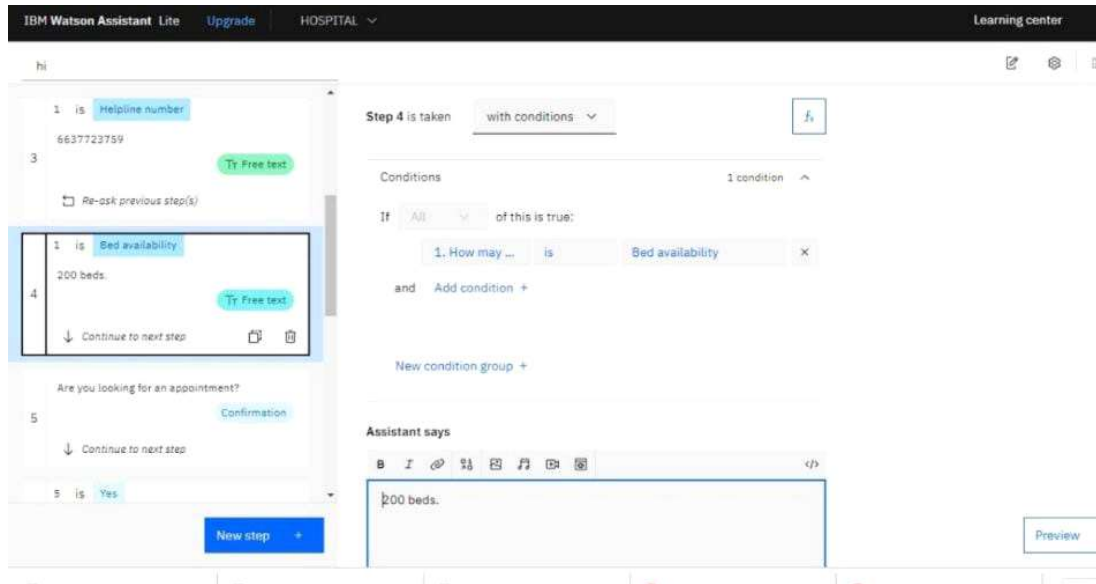 IBM Watson Assistant Lite Upgrade HOSPITAL Learning center
hi
1 is Helpline number
6637723759
3
Free text
Re-ask previous step(s)
1 is Bed availability
200 beds.
4
Free text
Continue to next step
Are you looking for an appointment?
5
Confirmation
Continue to next step
5 is Yes
New step +
Step 4 is taken with conditions fx
Conditions 1 condition
If All of this is true:
1. How may ... is Bed availability ×
and Add condition +
New condition group +
Assistant says
B I </>
200 beds.
Preview